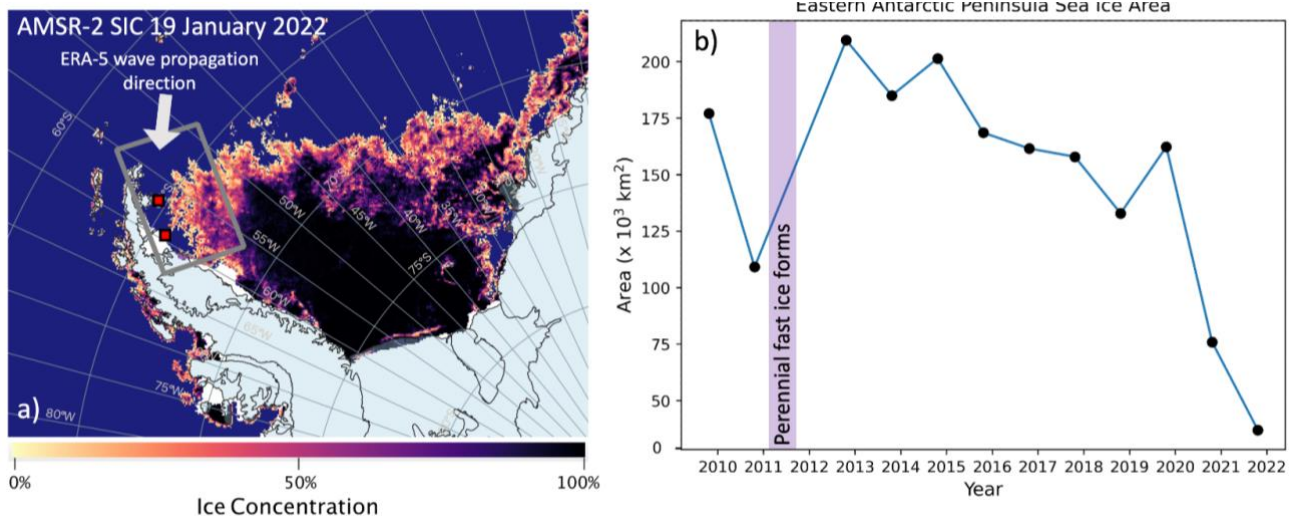 AMSR-2 SIC 19 January 2022
ERA-5 wave propagation
direction
60°S
50°W
45°W
40°W
75°S
55°W
60°W
65°W
75°W
80°W
a)
0%
50%
100%
Ice Concentration
Eastern Antarctic Peninsula Sea Ice Area
b)
Area (x 10³ km²)
200
175
150
125
100
75
50
0
Perennial fast ice forms
2010 2011 2012 2013 2014 2015 2016 2017 2018 2019 2020 2021 2022
Year